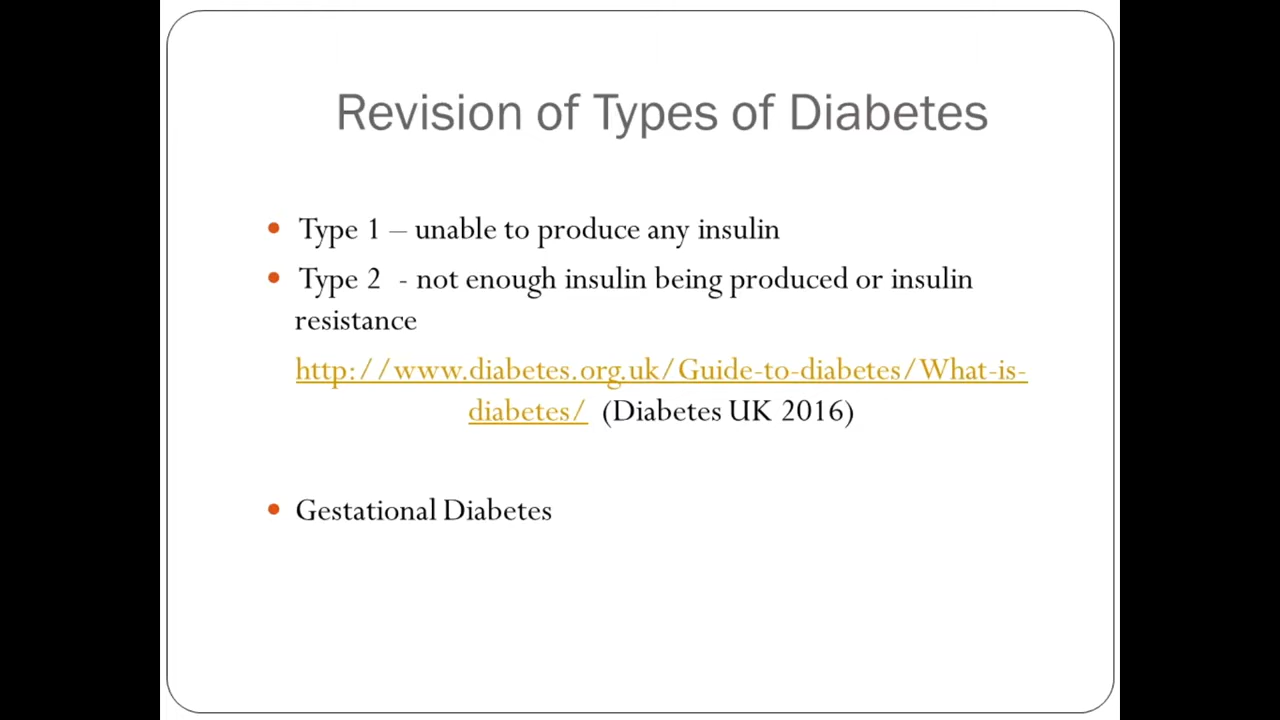 Revision of Types of Diabetes
• Type 1 – unable to produce any insulin
• Type 2  - not enough insulin being produced or insulin
resistance
http://www.diabetes.org.uk/Guide-to-diabetes/What-is-
diabetes/  (Diabetes UK 2016)
• Gestational Diabetes